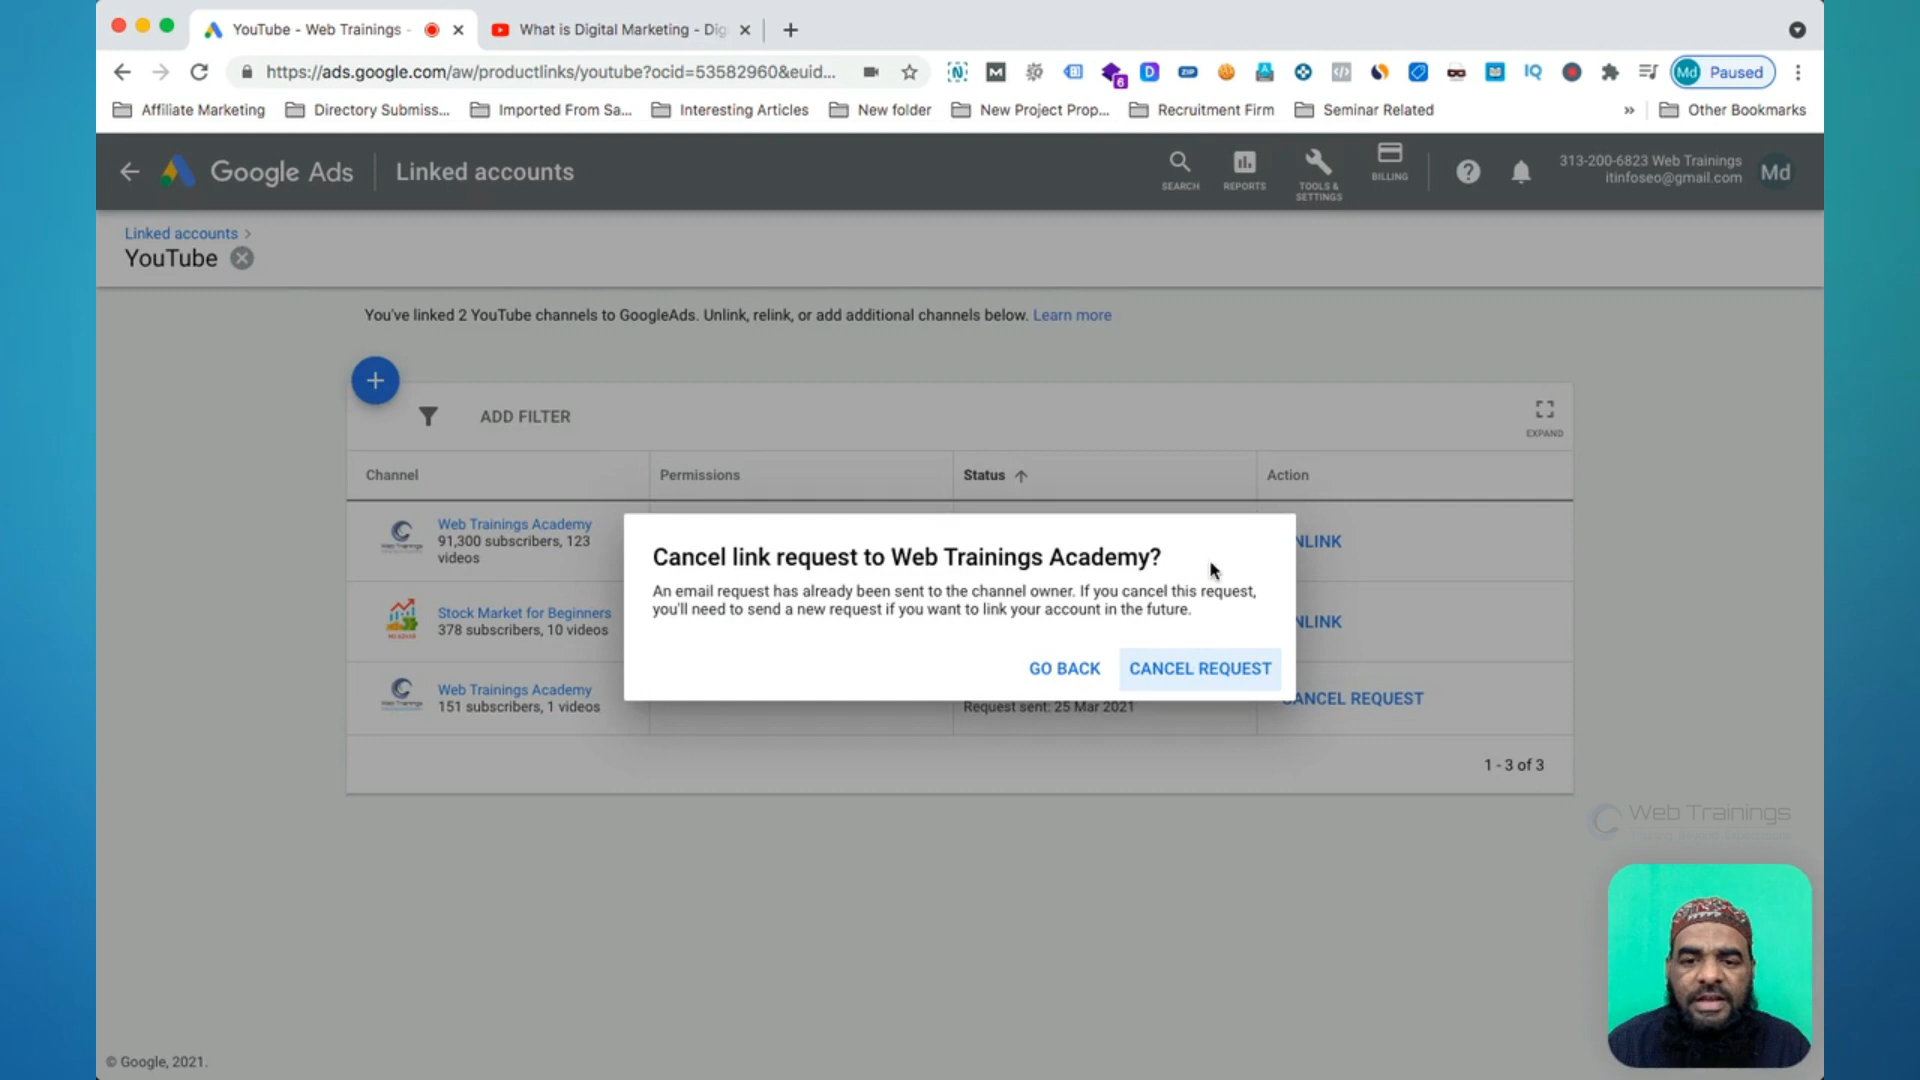 YouTube - Web Trainings -
What is Digital Marketing - Dig
https://ads.google.com/aw/productlinks/youtube?ocid=53582960&euid...
Md Paused
Affiliate Marketing
Directory Submiss...
Imported From Sa...
Interesting Articles
New folder
New Project Prop...
Recruitment Firm
Seminar Related
»
Other Bookmarks
Google Ads
Linked accounts
SEARCH
REPORTS
TOOLS &
SETTINGS
BILLING
313-200-6823 Web Trainings
itinfoseo@gmail.com
Md
Linked accounts >
YouTube
You've linked 2 YouTube channels to GoogleAds. Unlink, relink, or add additional channels below. Learn more
ADD FILTER
EXPAND
Channel
Permissions
Status
Action
Web Trainings Academy
91,300 subscribers, 123
videos
NLINK
Stock Market for Beginners
378 subscribers, 10 videos
NLINK
Web Trainings Academy
151 subscribers, 1 videos
Request sent: 25 Mar 2021
ANCEL REQUEST
Cancel link request to Web Trainings Academy?
An email request has already been sent to the channel owner. If you cancel this request,
you'll need to send a new request if you want to link your account in the future.
GO BACK
CANCEL REQUEST
1 - 3 of 3
Web Trainings
© Google, 2021.